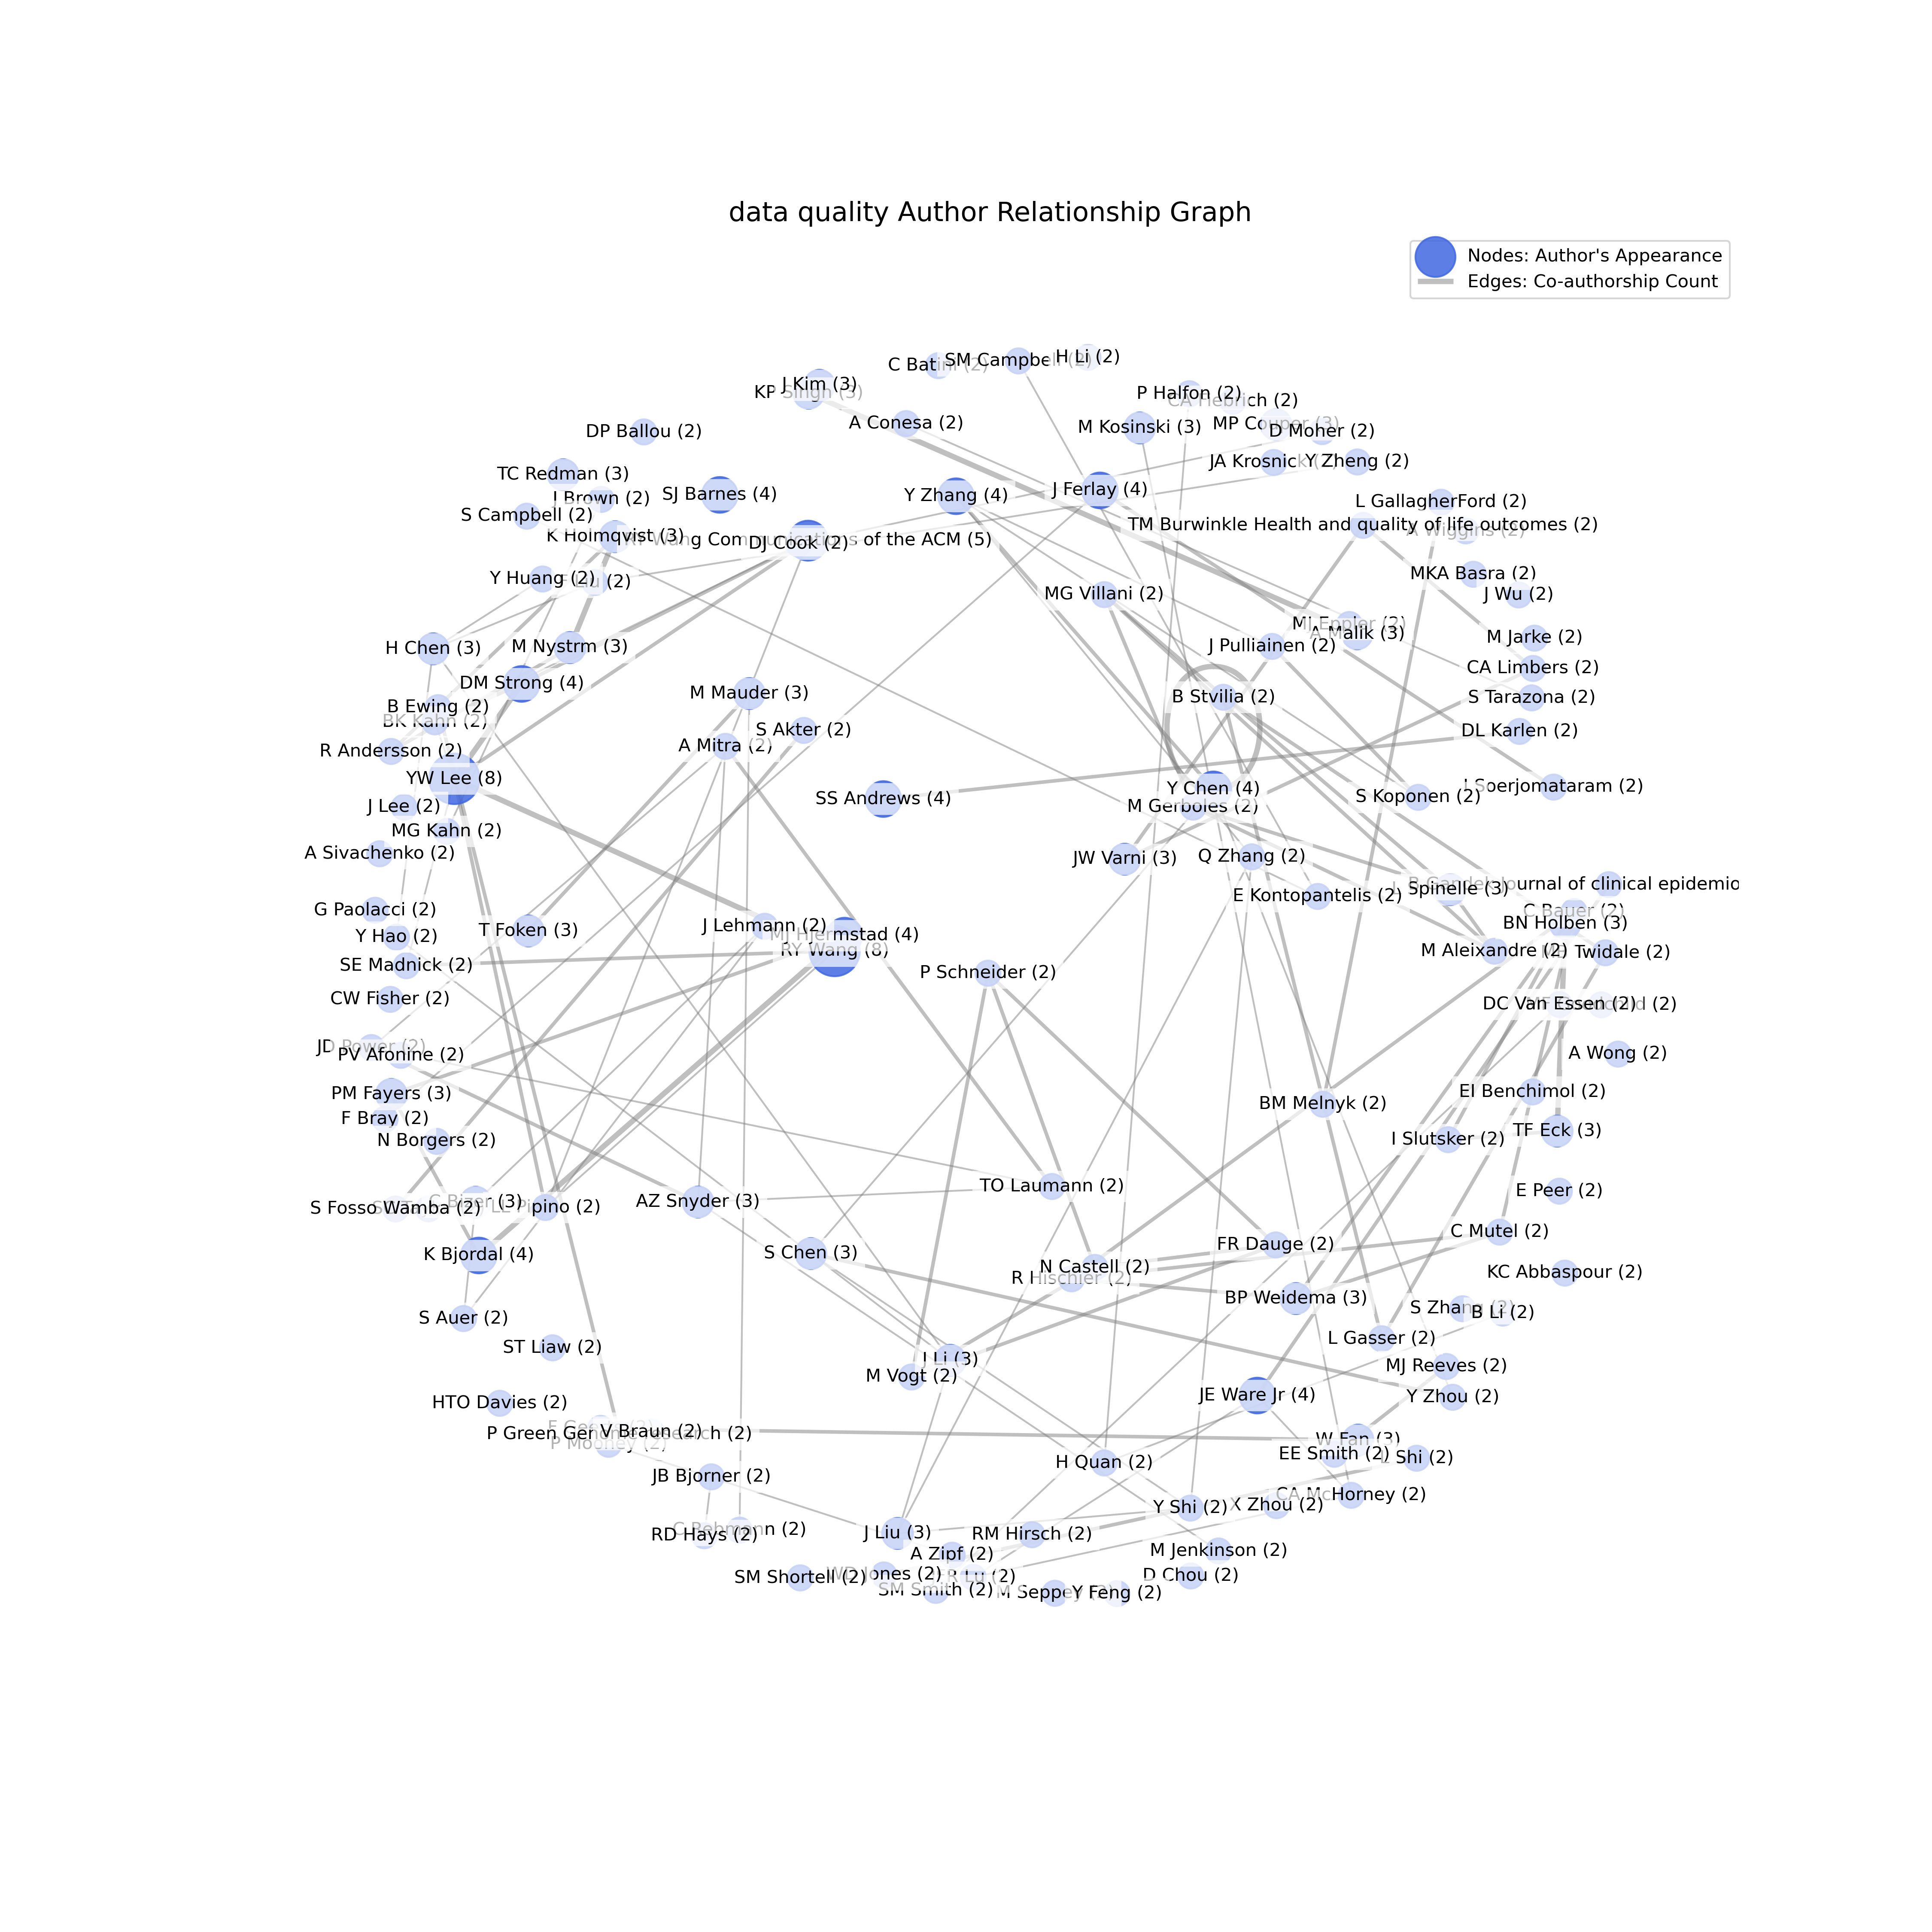 data quality Author Relationship Graph
Nodes: Author's Appearance
Edges: Co-authorship Count
H Li (2)
SM Campbell (2)
C Batini (2)
J Kim (3)
KP Singh (3)
P Halfon (2)
A Conesa (2)
M Kosinski (3)
MP Couper (3)
D Moher (2)
DP Ballou (2)
JA Krosnick
Y Zheng (2)
TC Redman (3)
SJ Barnes (4)
Y Zhang (4)
J Ferlay (4)
J Brown (2)
L GallagherFord (2)
S Campbell (2)
TM Burwinkle Health and quality of life outcomes (2)
A Wiggins (2)
K Holmqvist (3)
Wang Communications of the ACM (5)
DJ Cook (2)
Y Huang (2)
Liu (2)
MKA Basra (2)
MG Villani (2)
J Wu (2)
MJ Eppler (2)
A Malik (3)
M Jarke (2)
H Chen (3)
M Nystrm (3)
J Pulliainen (2)
CA Limbers (2)
DM Strong (4)
M Mauder (3)
B Stvilia (2)
S Tarazona (2)
B Ewing (2)
BK Kahn (2)
S Akter (2)
DL Karlen (2)
R Andersson (2)
A Mitra (2)
YW Lee (8)
Y Chen (4)
I Soerjomataram (2)
J Lee (2)
SS Andrews (4)
M Gerboles (2)
S Koponen (2)
MG Kahn (2)
A Sivachenko (2)
JW Varni (3)
Q Zhang (2)
E Kontopantelis (2)
Spinelle (3)
Journal of clinical epidemio
G Paolacci (2)
C Bauer (2)
J Lehmann (2)
BN Holben (3)
T Foken (3)
MJ Hjermstad (4)
Y Hao (2)
RY Wang (8)
M Aleixandre (2)
Twidale (2)
SE Madnick (2)
P Schneider (2)
CW Fisher (2)
DC Van Essen (2)
JD Power (2)
PV Afonine (2)
A Wong (2)
PM Fayers (3)
EI Benchimol (2)
BM Melnyk (2)
F Bray (2)
TF Eck (3)
N Borgers (2)
I Slutsker (2)
TO Laumann (2)
E Peer (2)
C Bizer (3)
AZ Snyder (3)
S Fosso Wamba (2)
LL Pipino (2)
C Mutel (2)
K Bjordal (4)
S Chen (3)
FR Dauge (2)
N Castell (2)
R Hischier (2)
KC Abbaspour (2)
BP Weidema (3)
S Zhang (2)
B Li (2)
S Auer (2)
L Gasser (2)
ST Liaw (2)
J Li (3)
M Vogt (2)
MJ Reeves (2)
HTO Davies (2)
JE Ware Jr (4)
Y Zhou (2)
P Green Genome research (2)
V Braun (2)
P Mooney (2)
W Fan (3)
EE Smith (2)
Shi (2)
H Quan (2)
JB Bjorner (2)
CA McHorney (2)
X Zhou (2)
Y Shi (2)
C Rebmann (2)
RD Hays (2)
J Liu (3)
RM Hirsch (2)
A Zipf (2)
M Jenkinson (2)
SM Shortell (2)
WD Jones (2)
R Lu (2)
D Chou (2)
SM Smith (2)
M Seppey
Y Feng (2)